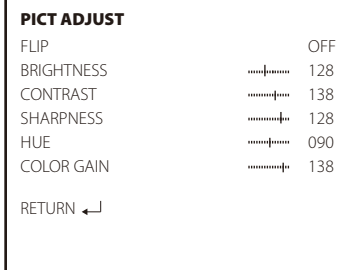 PICT ADJUST
FLIP OFF
BRIGHTNESS 128
CONTRAST 138
SHARPNESS 128
HUE 090
COLOR GAIN 138
RETURN ↵